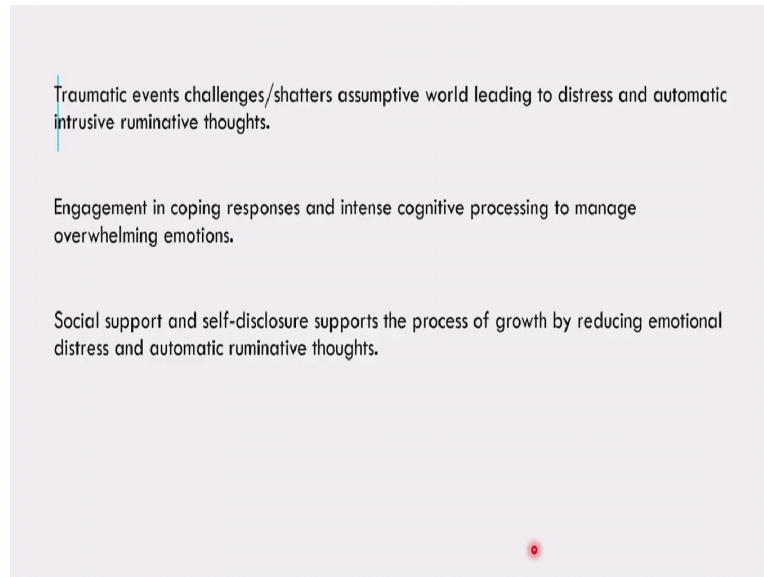 Traumatic events challenges/shatters assumptive world leading to distress and automatic
intrusive ruminative thoughts.
Engagement in coping responses and intense cognitive processing to manage
overwhelming emotions.
Social support and self-disclosure supports the process of growth by reducing emotional
distress and automatic ruminative thoughts.